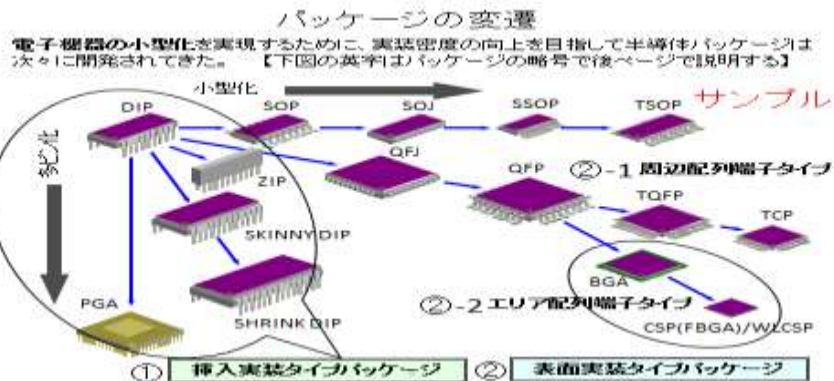 パッケージの変遷
電子機器の小型化を実現するために、実装密度の向上を目指して半導体パッケージは
次々に開発されてきた。 【下図の英字はパッケージの略号で後ページで説明する】
小型化
サンプル
DIP
SOP
SOJ
SSOP
TSOP
多ピン化
ZIP
QFJ
QFP
②-1 周辺配列端子タイプ
TQFP
TCP
SKINNY DIP
BGA
②-2 エリア配列端子タイプ
PGA
SHRINK DIP
CSP(FBGA)/WLCSP
① 挿入実装タイプパッケージ
② 表面実装タイプパッケージ